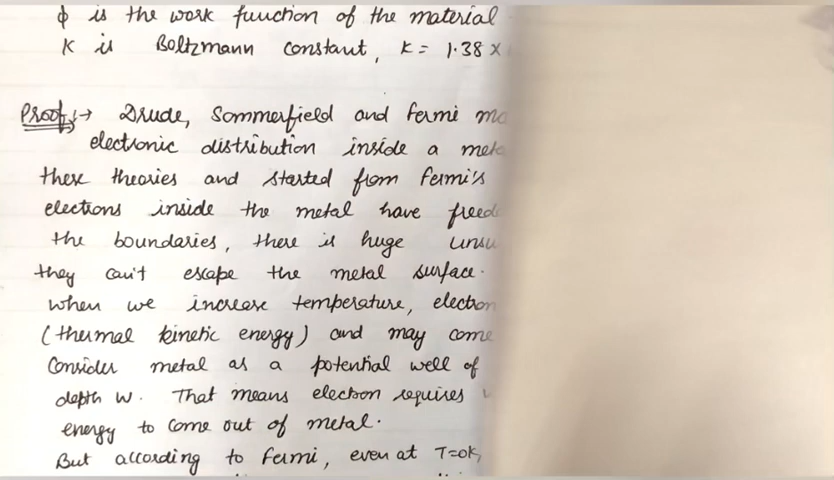 ϕ is the work function of the material
K is Boltzmann constant, K = 1.38 ×
Proof:→ Drude, Sommerfield and Fermi
electronic distribution inside a
these theories and started from Fermi's
elections inside the metal have
the boundaries, there is huge
they can't escape the metal surface.
when we increase temperature,
(thermal kinetic energy) and may come
Consider metal as a potential well of
depth W. That means electron requires
energy to come out of metal.
But according to Fermi, even at T=0K,